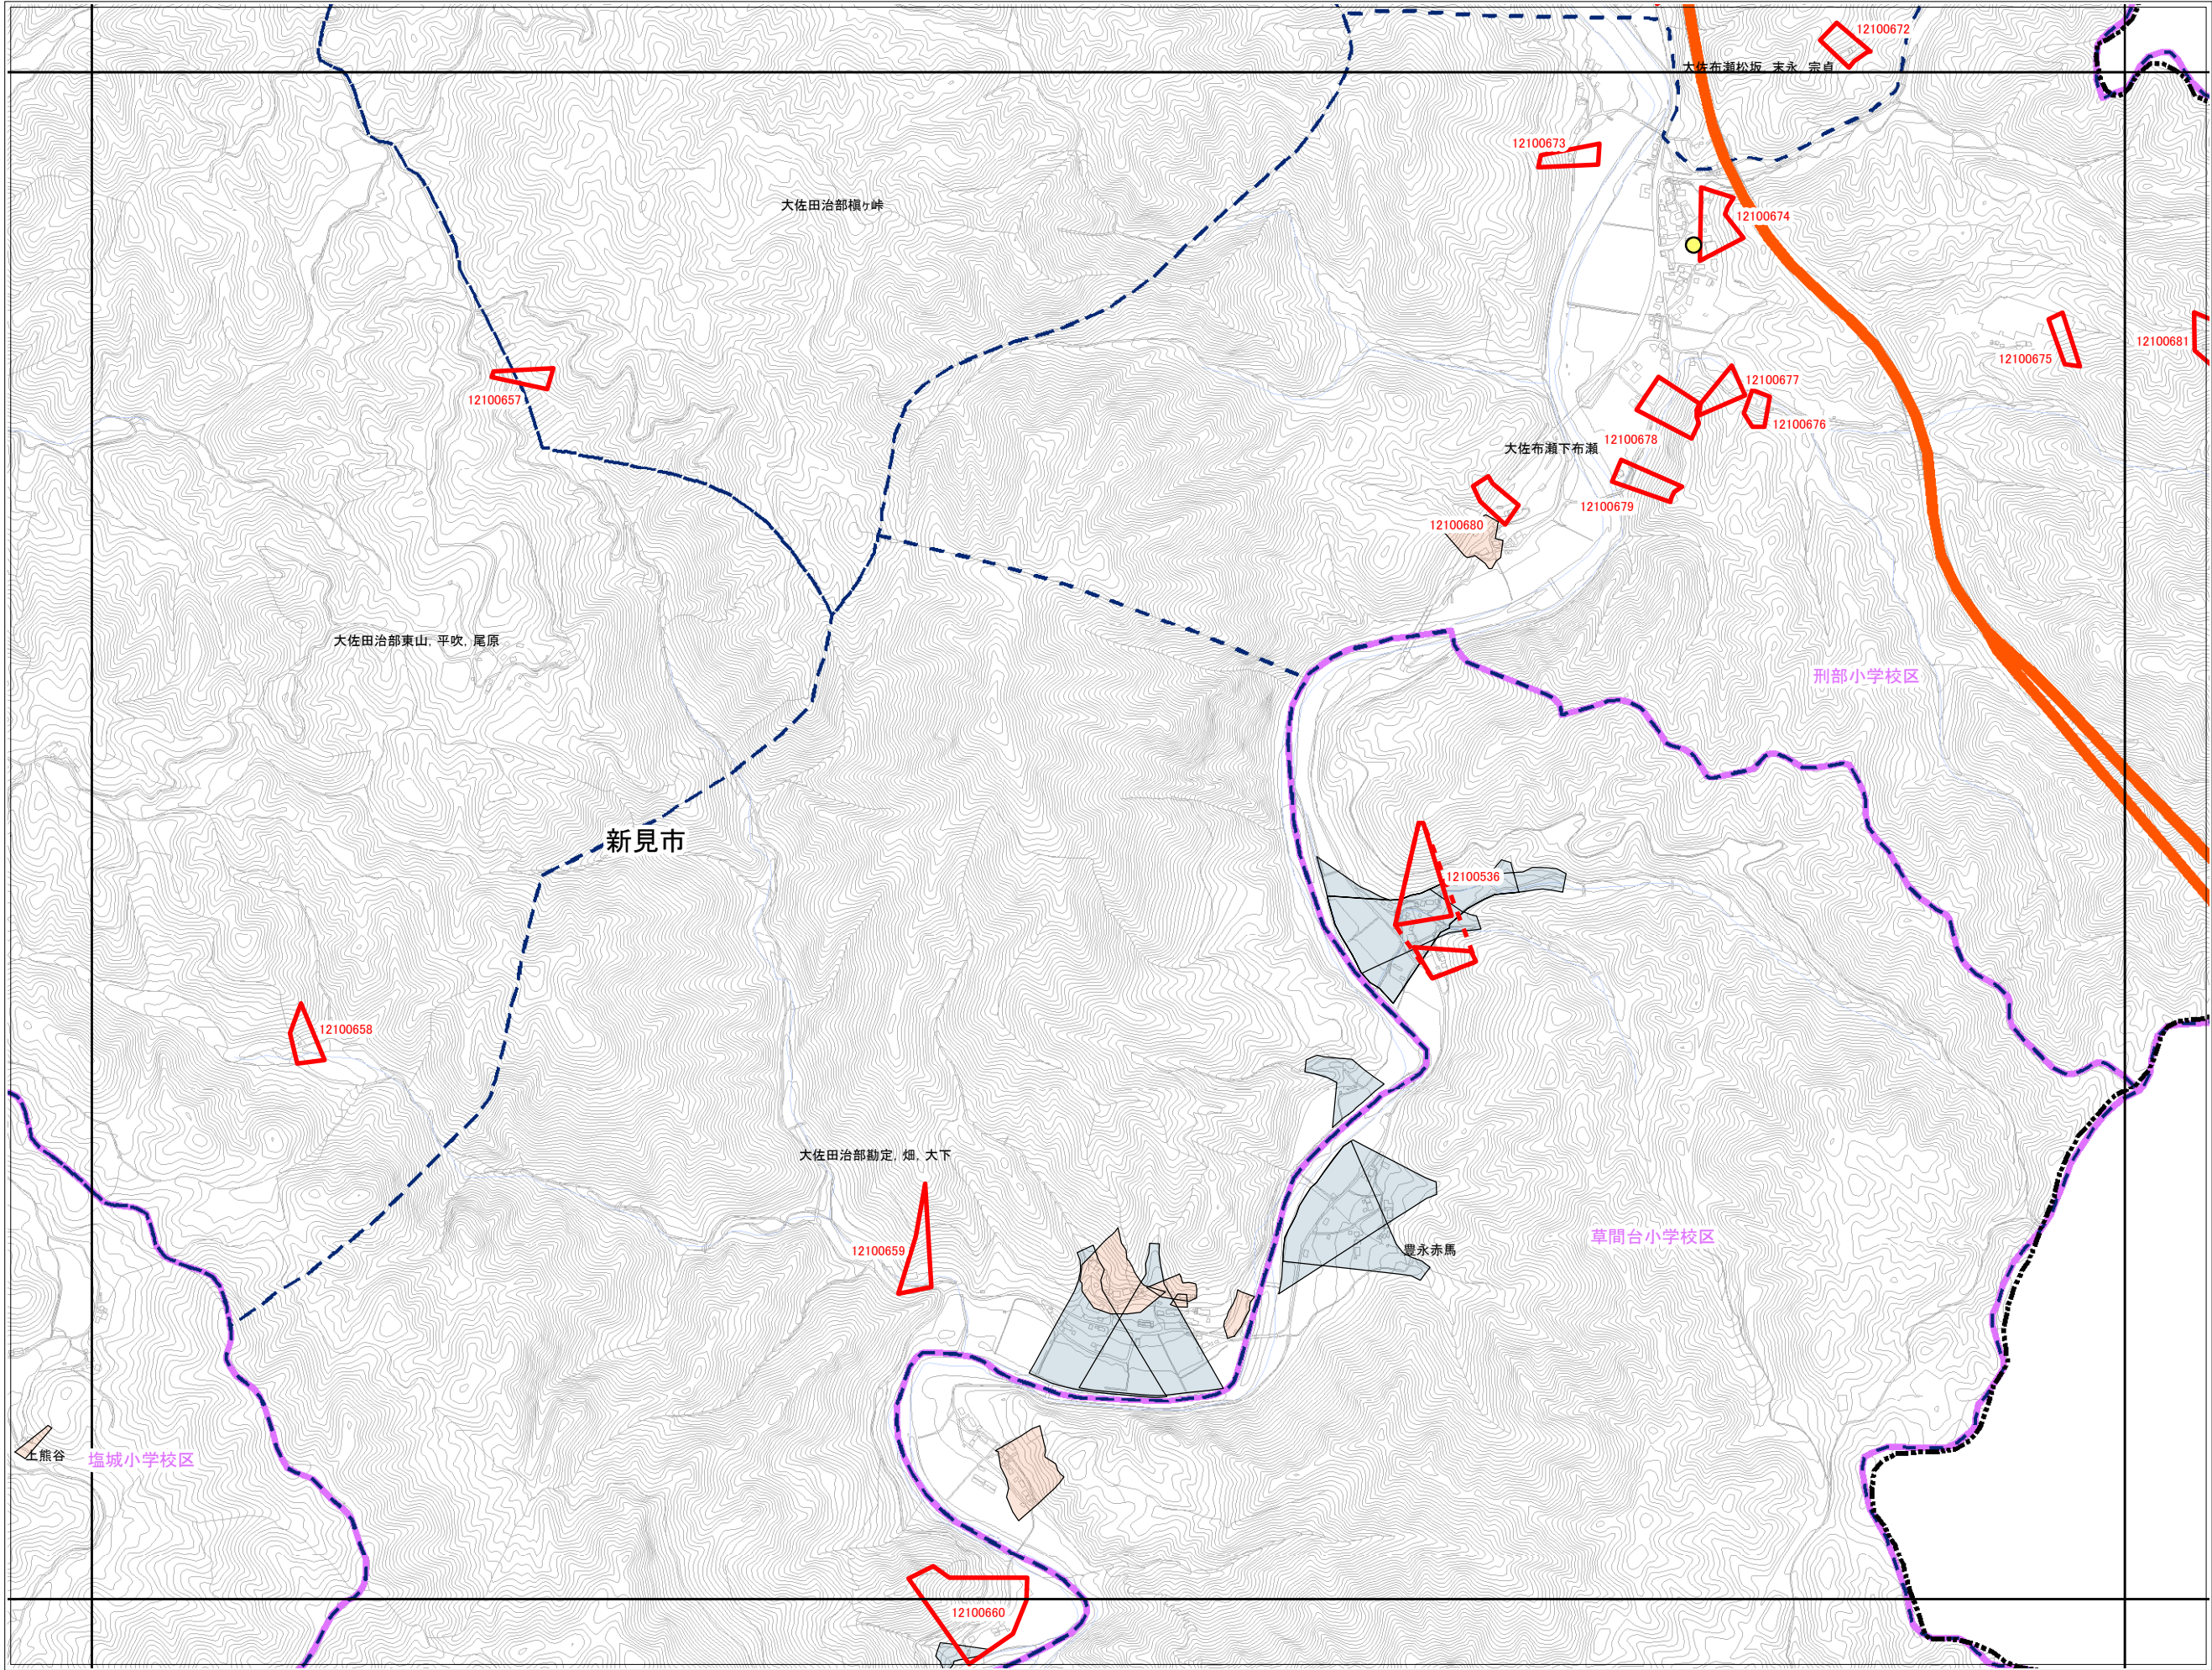 12100672
大佐布瀬松坂, 末永, 宗貞
12100673
大佐田治部槇ヶ峠
12100674
12100681
12100675
12100677
12100657
12100676
12100678
大佐布瀬下布瀬
12100679
12100680
大佐田治部東山, 平吹, 尾原
刑部小学校区
新見市
12100536
12100658
大佐田治部勘定, 畑, 大下
草間台小学校区
12100659
豊永赤馬
上熊谷
塩城小学校区
12100660